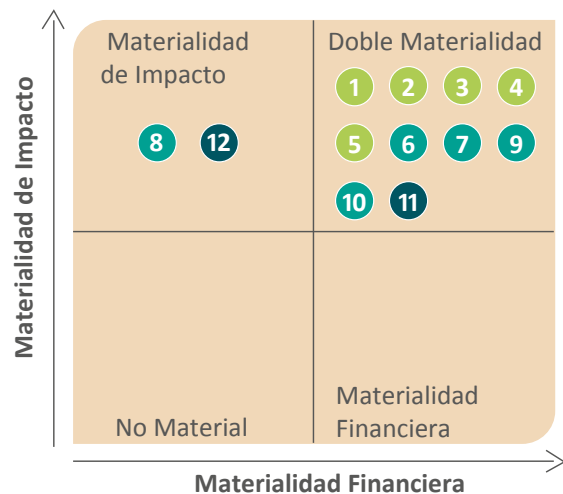 Materialidad
de Impacto
Doble Materialidad
1 2 3 4
8 12
5 6 7 9
10 11
Materialidad de Impacto
No Material
Materialidad
Financiera
Materialidad Financiera